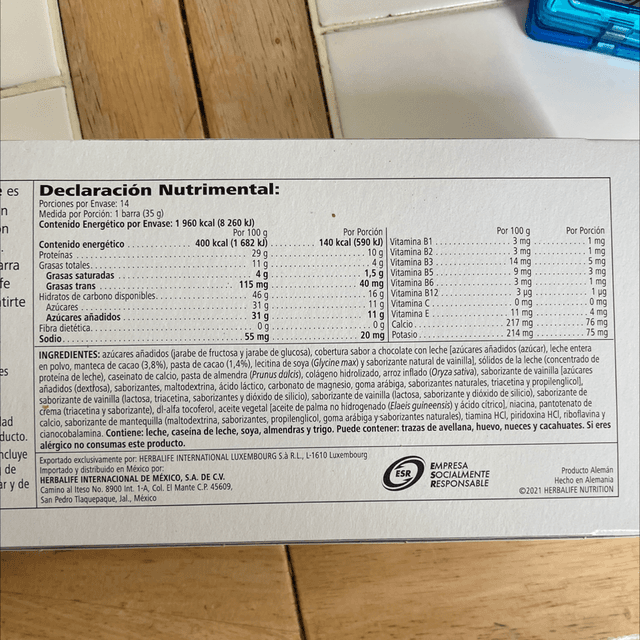 e es
n
n
arra
fe
ntirte
es
dad
ducto.
ncluye
de
ar y de
Declaración Nutrimental:
Porciones por Envase: 14
Medida por Porción: 1 barra (35 g)
Contenido Energético por Envase: 1 960 kcal (8 260 kJ)
Por 100 g Por Porción Por 100 g Por Porción
Contenido energético 400 kcal (1 682 kJ) 140 kcal (590 kJ) Vitamina B1 3 mg 1 mg
Proteínas 29 g 10 g Vitamina B2 3 mg 1 mg
Grasas totales 11 g 4 g Vitamina B3 14 mg 5 mg
Grasas saturadas 4 g 1,5 g Vitamina B5 9 mg 3 mg
Grasas trans 115 mg 40 mg Vitamina B6 3 mg 1 mg
Hidratos de carbono disponibles 46 g 16 g Vitamina B12 3 µg 1 µg
Azúcares 31 g 11 g Vitamina C 0 mg 0 mg
Azúcares añadidos 31 g 11 g Vitamina E 11 mg 4 mg
Fibra dietética 0 g 0 g Calcio 217 mg 76 mg
Sodio 55 mg 20 mg Potasio 214 mg 75 mg
INGREDIENTES: azúcares añadidos (jarabe de fructosa y jarabe de glucosa), cobertura sabor a chocolate con leche [azúcares añadidos (azúcar), leche entera
en polvo, manteca de cacao (3,8%), pasta de cacao (1,4%), lecitina de soya (Glycine max) y saborizante natural de vainilla], sólidos de la leche (concentrado de
proteína de leche), caseinato de calcio, pasta de almendra (Prunus dulcis), colágeno hidrolizado, arroz inflado (Oryza sativa), saborizante de vainilla [azúcares
añadidos (dextrosa), saborizantes, maltodextrina, ácido láctico, carbonato de magnesio, goma arábiga, saborizantes naturales, triacetina y propilenglicol],
saborizante de vainilla (lactosa, triacetina, saborizantes y dióxido de silicio), saborizante de vainilla (lactosa, saborizante y dióxido de silicio), saborizante de
crema (triacetina y saborizante), dl-alfa tocoferol, aceite vegetal [aceite de palma no hidrogenado (Elaeis guineensis) y ácido cítrico], niacina, pantotenato de
calcio, saborizante de mantequilla (maltodextrina, saborizantes, propilenglicol, goma arábiga y saborizantes naturales), tiamina HCl, piridoxina HCl, riboflavina y
cianocobalamina. Contiene: leche, caseína de leche, soya, almendras y trigo. Puede contener: trazas de avellana, huevo, nueces y cacahuates. Si eres
alérgico no consumas este producto.
Exportado exclusivamente por: HERBALIFE INTERNATIONAL LUXEMBOURG S.à R.L., L-1610 Luxembourg
Importado y distribuido en México por:
HERBALIFE INTERNACIONAL DE MÉXICO, S.A. DE C.V.
Camino al Iteso No. 8900 Int. 1-A, Col. El Mante C.P. 45609,
San Pedro Tlaquepaque, Jal., México
ESR
EMPRESA
SOCIALMENTE
RESPONSABLE
Producto Alemán
Hecho en Alemania
©2021 HERBALIFE NUTRITION